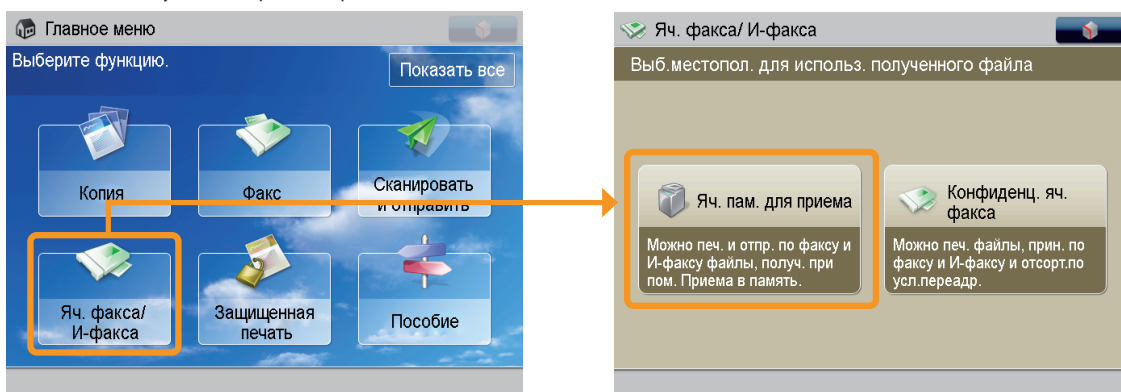 Главное меню
Выберите функцию.
Показать все
Копия
Факс
Сканировать
и отправить
Яч. факса/
И-факса
Защищенная
печать
Пособие
Яч. факса/ И-факса
Выб.местопол. для использ. полученного файла
Яч. пам. для приема
Можно печ. и отпр. по факсу и
И-факсу файлы, получ. при
пом. Приема в память.
Конфиденц. яч.
факса
Можно печ. файлы, прин. по
факсу и И-факсу и отсорт.по
усл.переадр.